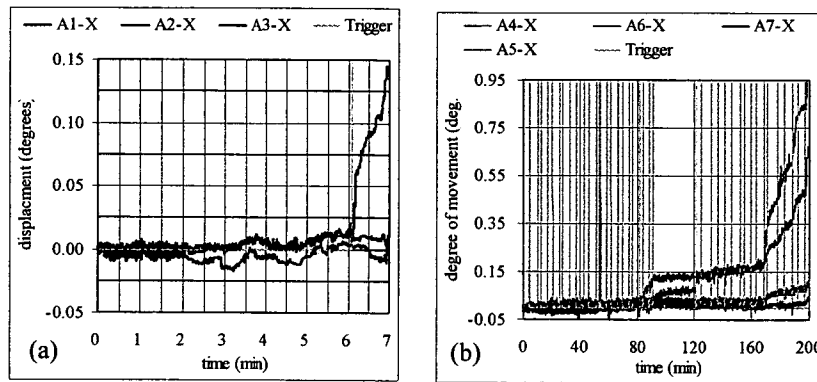 A1-X A2-X A3-X Trigger
displacment (degrees)
0.15
0.10
0.05
0.00
-0.05
0 1 2 3 4 5 6 7
time (min)
(a)
A4-X A6-X A7-X
A5-X Trigger
degree of movement (deg.
0.95
0.75
0.55
0.35
0.15
-0.05
0 40 80 120 160 200
time (min)
(b)